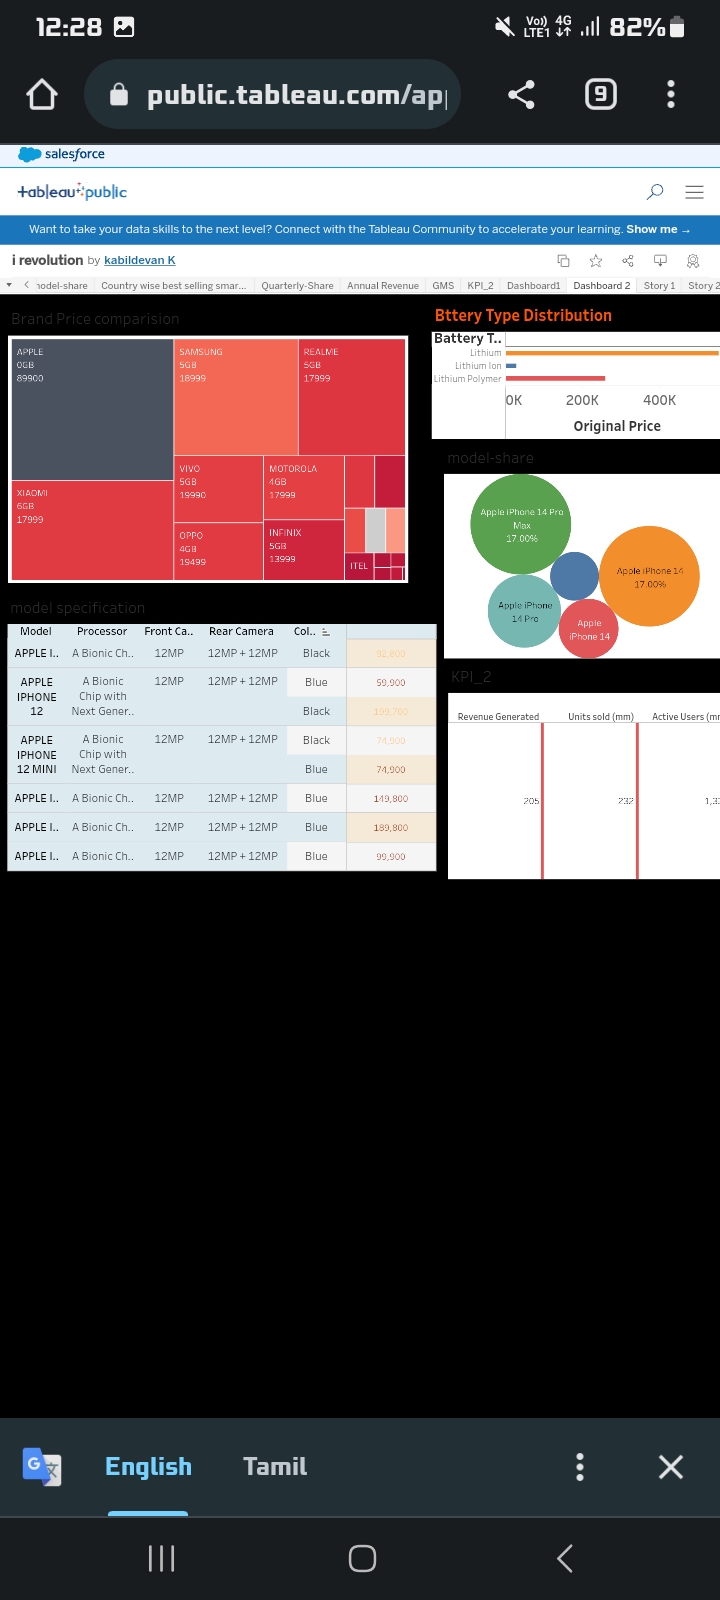 12:28
Vo)) 4G
LTE1
82%
public.tableau.com/ap
9
salesforce
+ableau public
Want to take your data skills to the next level? Connect with the Tableau Community to accelerate your learning. Show me →
i revolution by kabildevan K
nodel-share Country wise best selling smar... Quarterly-Share Annual Revenue GMS KPI_2 Dashboard1 Dashboard 2 Story 1 Story 2
Brand Price comparision
APPLE
0GB
89900
SAMSUNG
5GB
18999
REALME
5GB
17999
XIAOMI
6GB
17999
VIVO
5GB
19990
MOTOROLA
4GB
17999
OPPO
4GB
19499
INFINIX
5GB
13999
ITEL
Bttery Type Distribution
Battery T..
Lithium
Lithium Ion
Lithium Polymer
0K 200K 400K
Original Price
model-share
Apple iPhone 14 Pro
Max
17.00%
Apple iPhone 14
17.00%
Apple iPhone
14 Pro
Apple
iPhone 14
model specification
Model Processor Front Ca.. Rear Camera Col..
APPLE I.. A Bionic Ch.. 12MP 12MP + 12MP Black 92,800
APPLE
IPHONE
12
A Bionic
Chip with
Next Gener..
12MP 12MP + 12MP Blue 59,900
Black 199,700
APPLE
IPHONE
12 MINI
A Bionic
Chip with
Next Gener..
12MP 12MP + 12MP Black 74,900
Blue 74,900
APPLE I.. A Bionic Ch.. 12MP 12MP + 12MP Blue 149,800
APPLE I.. A Bionic Ch.. 12MP 12MP + 12MP Blue 189,800
APPLE I.. A Bionic Ch.. 12MP 12MP + 12MP Blue 99,900
KPI_2
Revenue Generated Units sold (mm) Active Users (mr
205 232 1,3
English Tamil